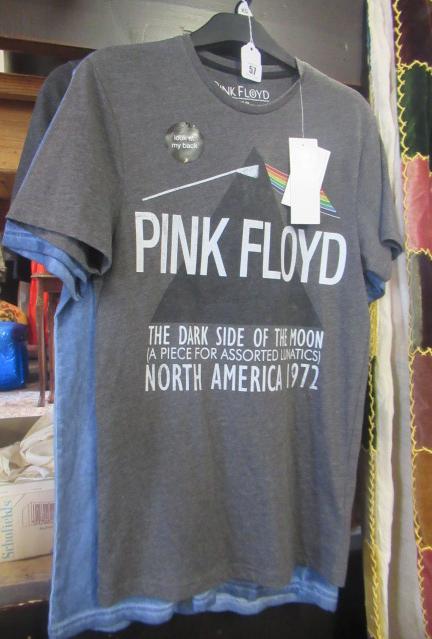 57
PINK FLOYD
look at
my back
PINK FLOYD
THE DARK SIDE OF THE MOON
(A PIECE FOR ASSORTED LUNATICS)
NORTH AMERICA 1972
Schofields